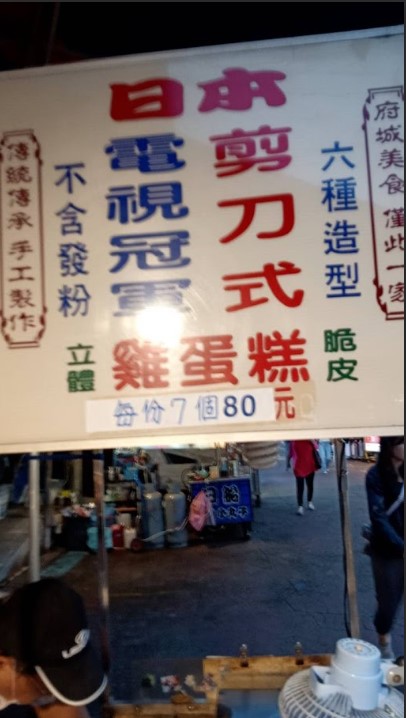 府城美食 僅此一家
六種造型
日本
剪刀式
電視冠軍
不含發粉
傳統傳承 手工製作
脆皮
雞蛋糕
立體
每份7個80元